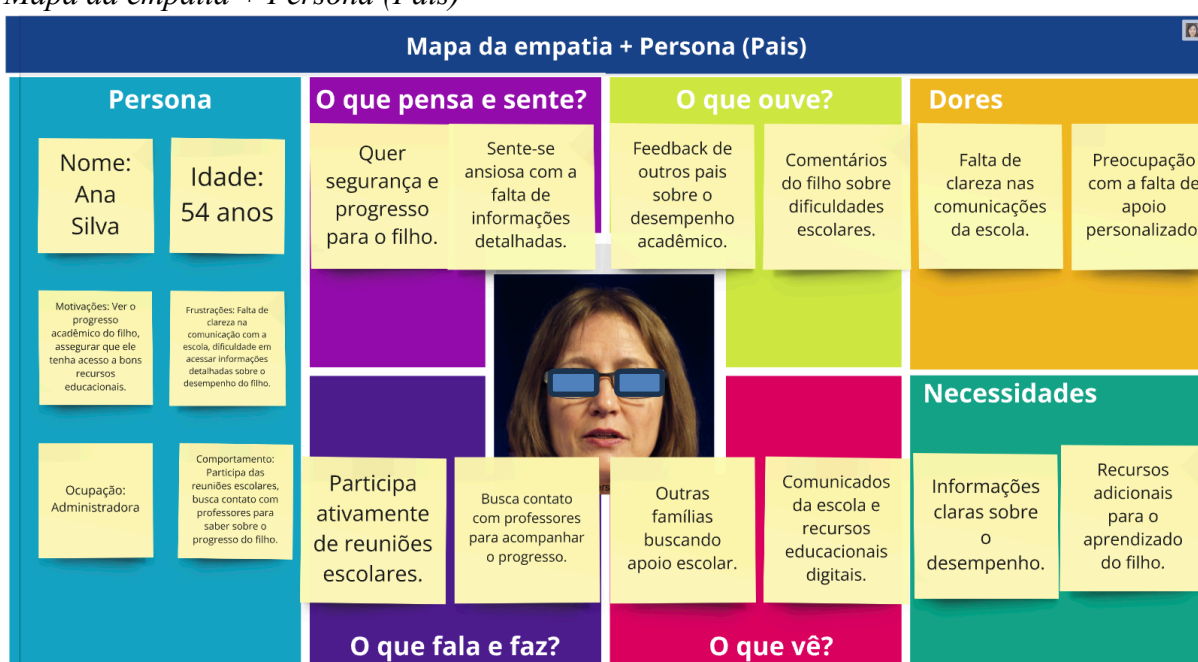 Mapa da empatia + Persona (Pais)
Mapa da empatia + Persona (Pais)
Persona
Nome:
Ana
Silva
Idade:
54 anos
Motivações: Ver o
progresso
acadêmico do filho,
assegurar que ele
tenha acesso a bons
recursos
educacionais.
Frustrações: Falta de
clareza na
comunicação com a
escola, dificuldade em
acessar informações
detalhadas sobre o
desempenho do filho.
Ocupação:
Administradora
Comportamento:
Participa das
reuniões escolares,
busca contato com
professores para
saber sobre o
progresso do filho.
O que pensa e sente?
Quer
segurança e
progresso
para o filho.
Sente-se
ansiosa com a
falta de
informações
detalhadas.
O que ouve?
Feedback de
outros pais
sobre o
desempenho
acadêmico.
Comentários
do filho sobre
dificuldades
escolares.
Dores
Falta de
clareza nas
comunicações
da escola.
Preocupação
com a falta de
apoio
personalizado
Participa
ativamente
de reuniões
escolares.
Busca contato
com professores
para acompanhar
o progresso.
O que fala e faz?
Outras
famílias
buscando
apoio escolar.
Comunicados
da escola e
recursos
educacionais
digitais.
O que vê?
Necessidades
Informações
claras sobre
o
desempenho.
Recursos
adicionais
para o
aprendizado
do filho.